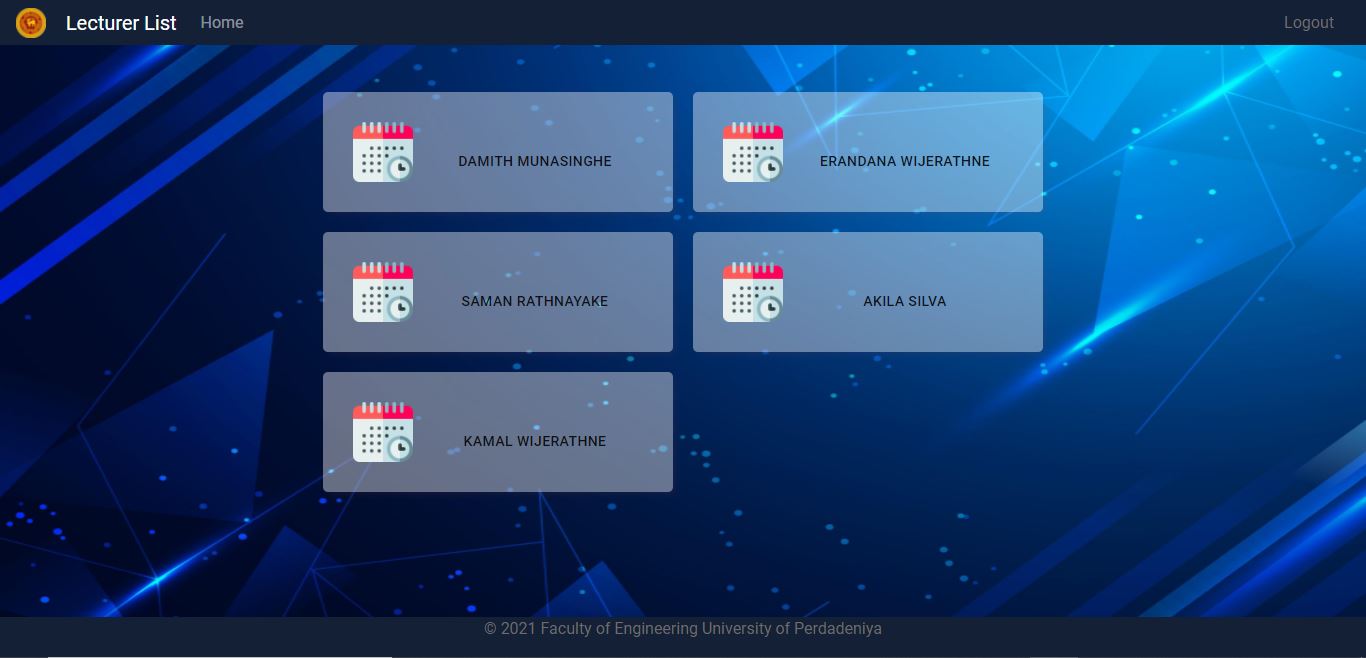 Lecturer List Home Logout
DAMITH MUNASINGHE
ERANDANA WIJERATHNE
SAMAN RATHNAYAKE
AKILA SILVA
KAMAL WIJERATHNE
© 2021 Faculty of Engineering University of Perdadeniya